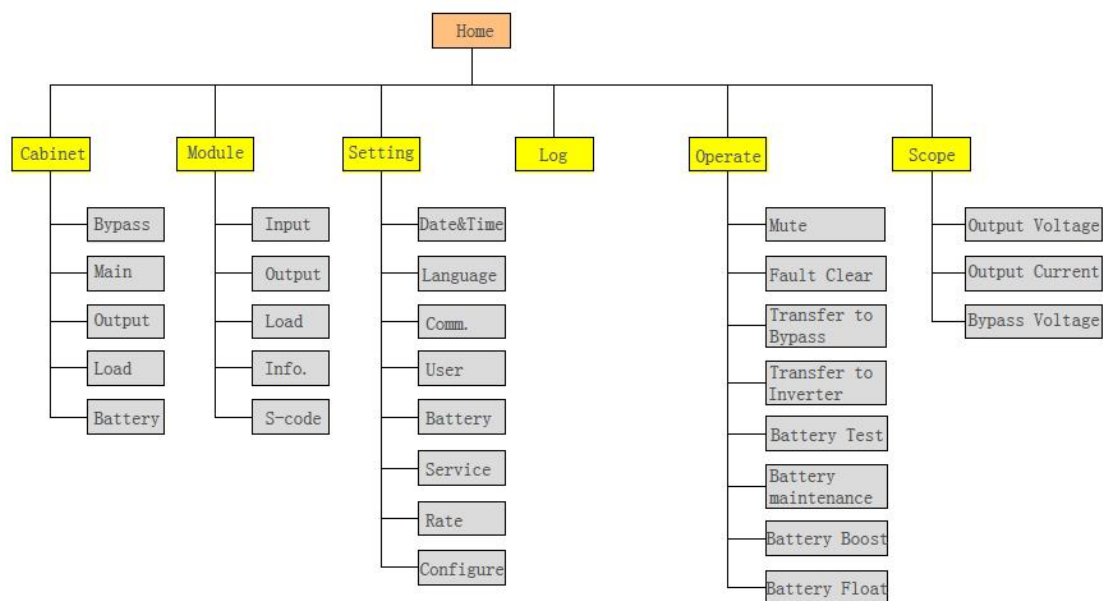 Home
Cabinet
Module
Setting
Log
Operate
Scope
Bypass
Main
Output
Load
Battery
Input
Output
Load
Info.
S-code
Date&Time
Language
Comm.
User
Battery
Service
Rate
Configure
Mute
Fault Clear
Transfer to
Bypass
Transfer to
Inverter
Battery Test
Battery
maintenance
Battery Boost
Battery Float
Output Voltage
Output Current
Bypass Voltage